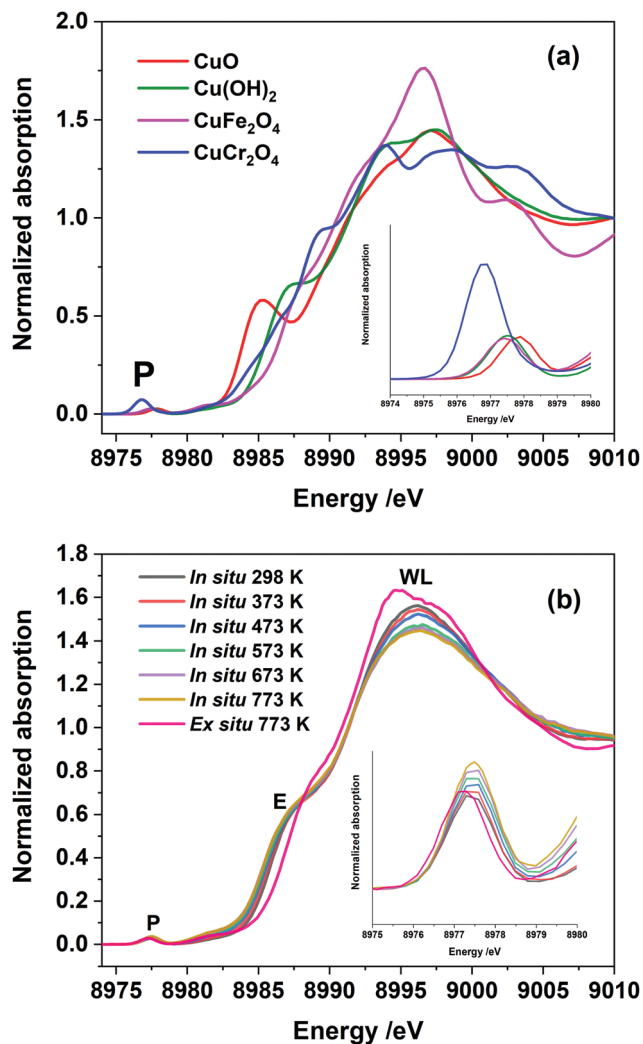 (a)
CuO
Cu(OH)₂
CuFe₂O₄
CuCr₂O₄
P
Normalized absorption
2.0
1.5
1.0
0.5
0.0
8975 8980 8985 8990 8995 9000 9005 9010
Energy /eV
Normalized absorption
8974 8975 8976 8977 8978 8979 8980
Energy /eV
(b)
WL
In situ 298 K
In situ 373 K
In situ 473 K
In situ 573 K
In situ 673 K
In situ 773 K
Ex situ 773 K
E
P
Normalized absorption
1.8
1.6
1.4
1.2
1.0
0.8
0.6
0.4
0.2
0.0
8975 8980 8985 8990 8995 9000 9005 9010
Energy /eV
Normalized absorption
8975 8976 8977 8978 8979 8980
Energy /eV